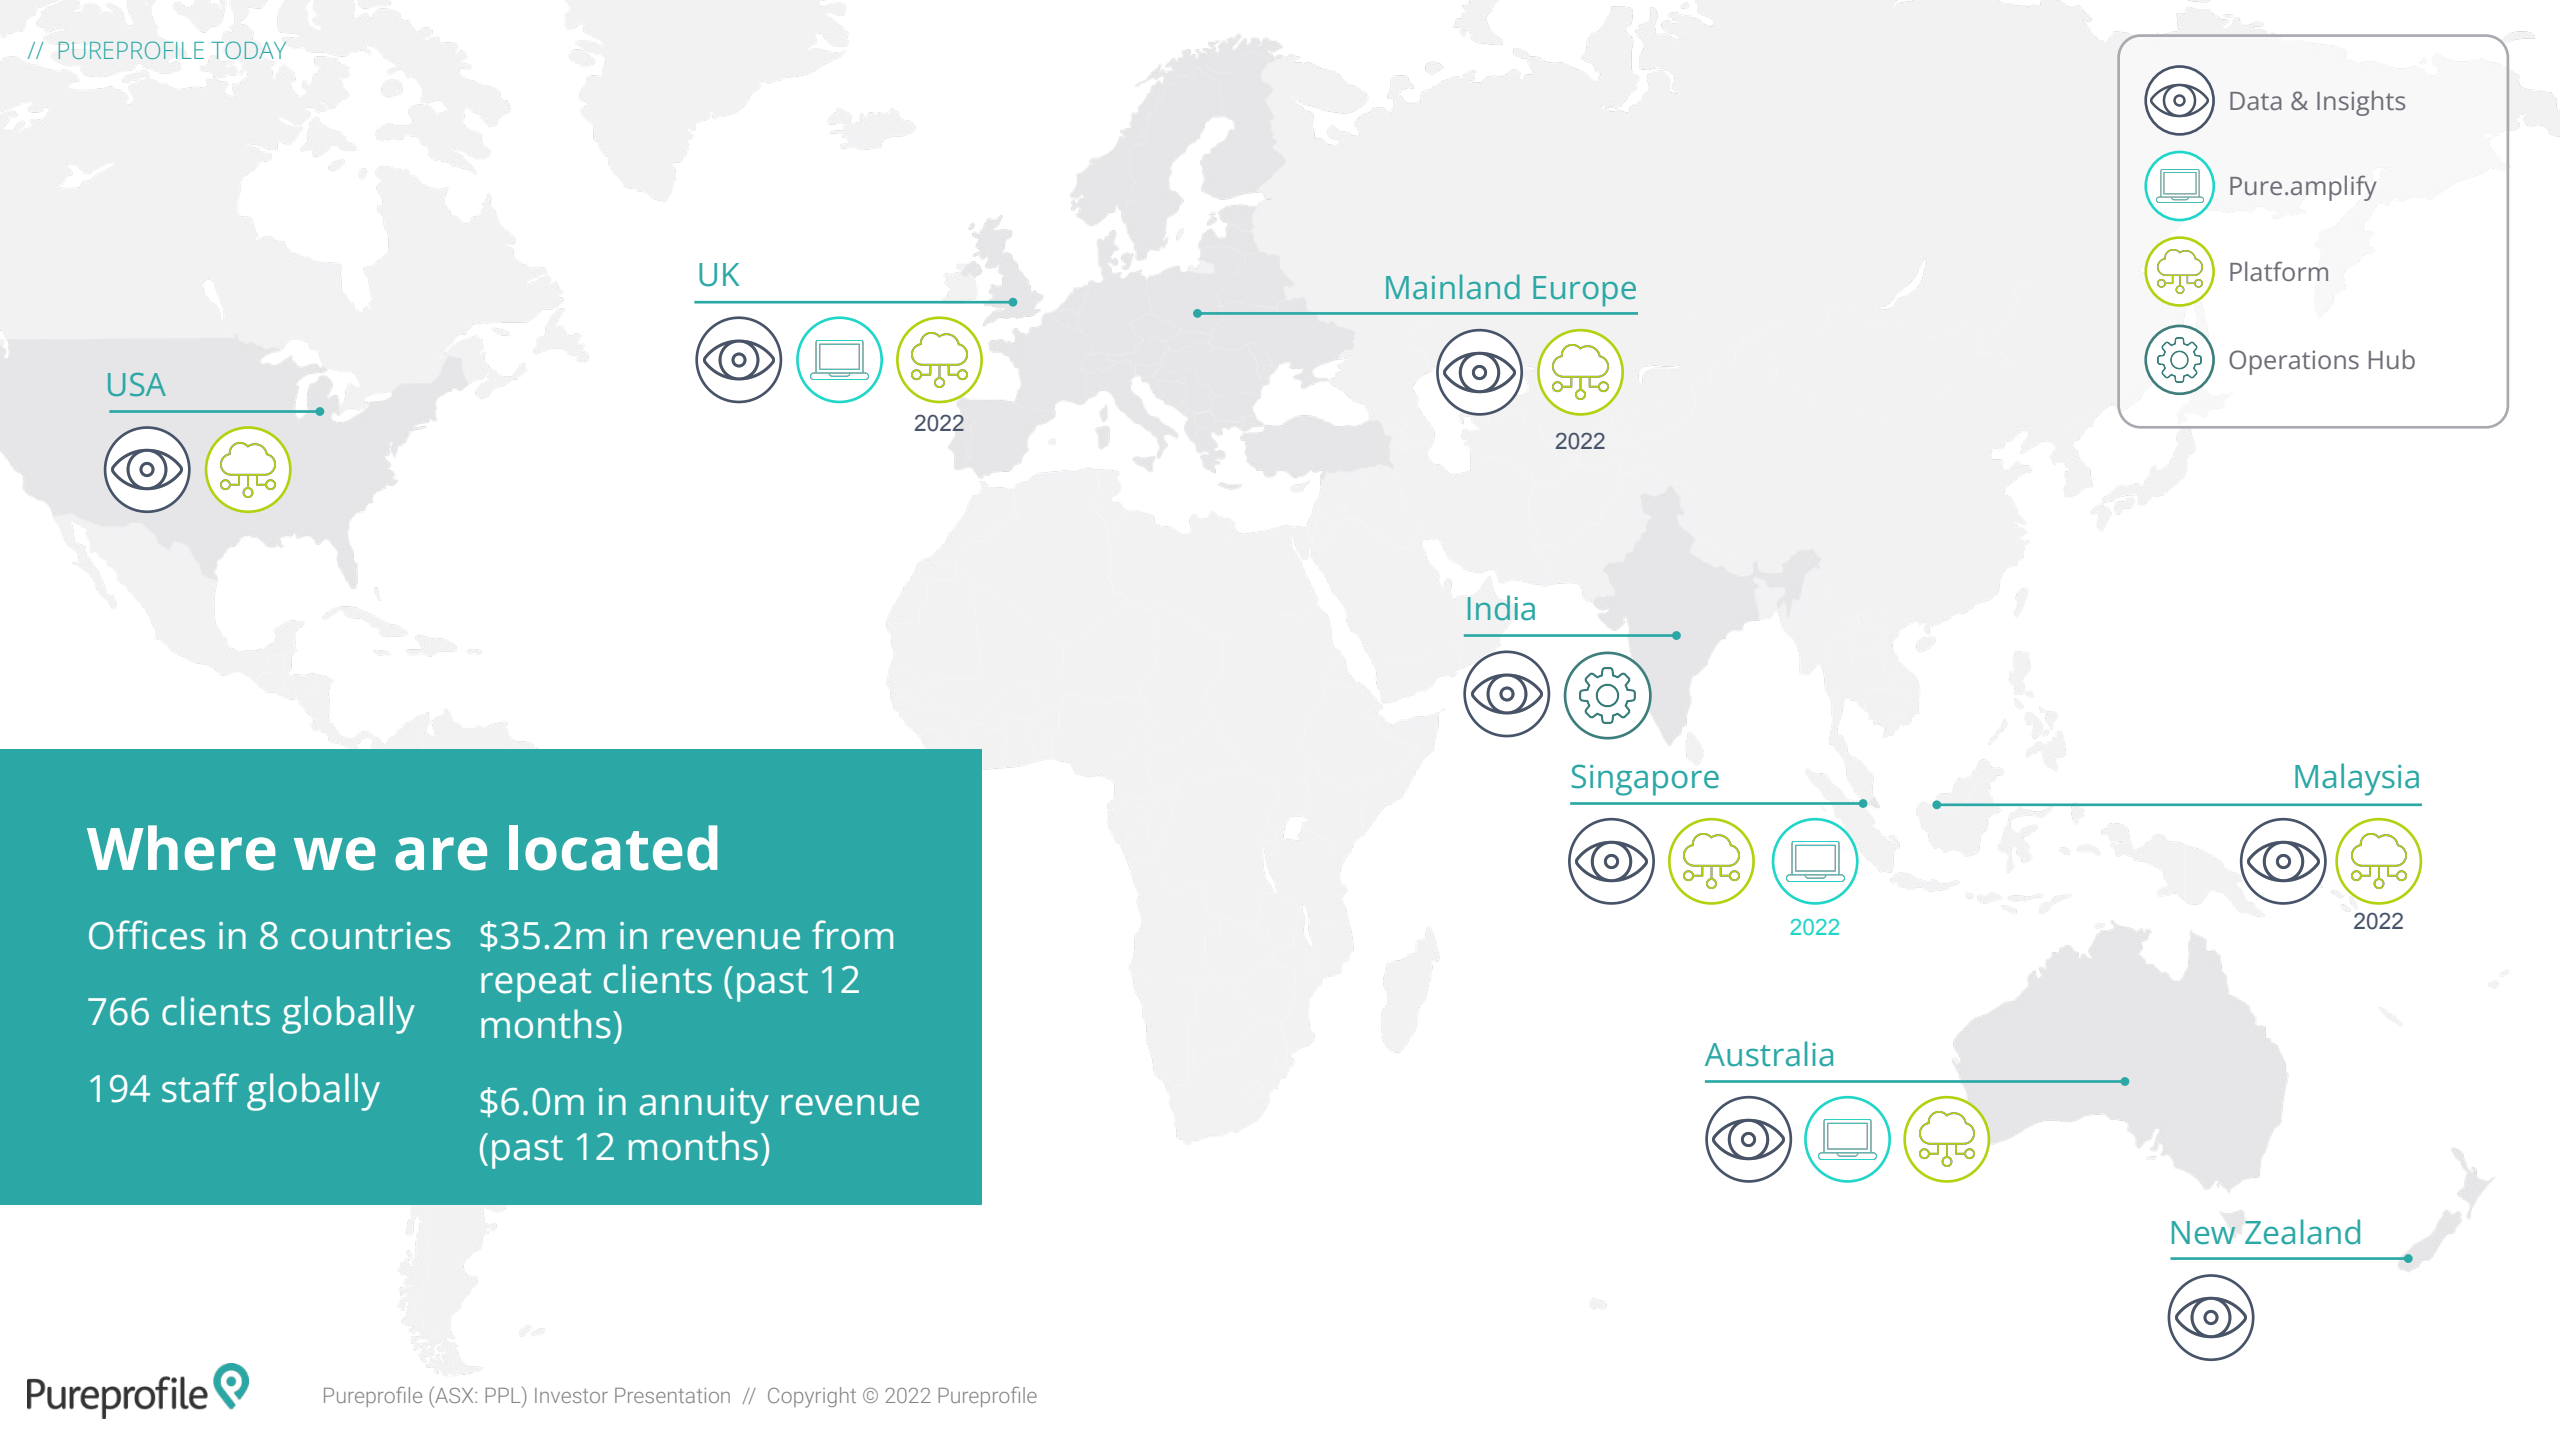 // PUREPROFILE TODAY
Data & Insights
Pure.amplify
Platform
Operations Hub
UK
2022
Mainland Europe
2022
USA
India
Singapore
2022
Malaysia
2022
Australia
New Zealand
Where we are located
Offices in 8 countries
766 clients globally
194 staff globally
$35.2m in revenue from
repeat clients (past 12
months)
$6.0m in annuity revenue
(past 12 months)
Pureprofile
Pureprofile (ASX: PPL) Investor Presentation // Copyright © 2022 Pureprofile